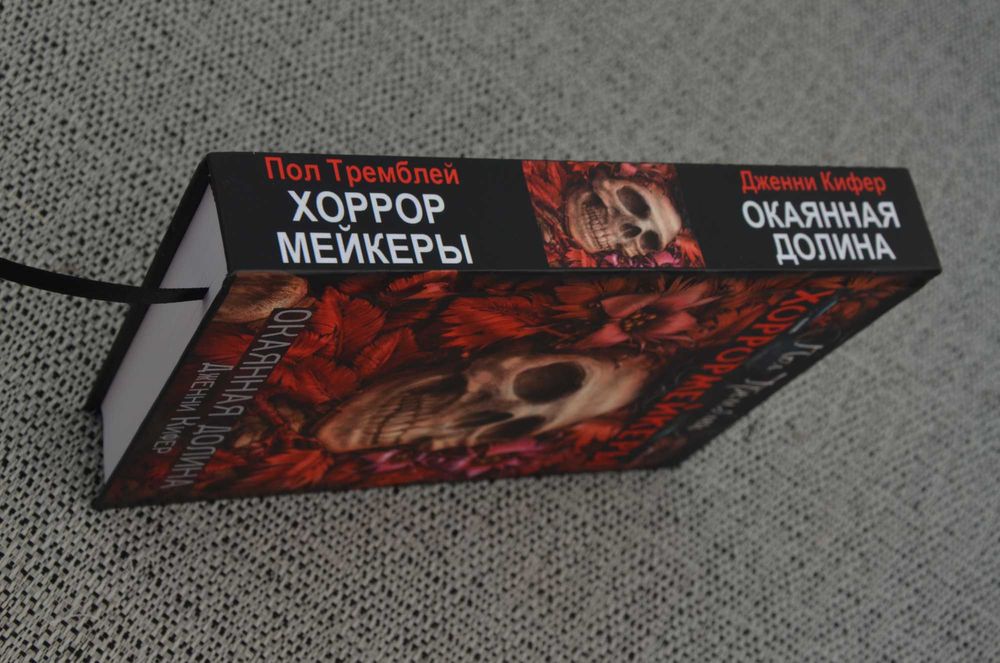 Пол Тремблей
ХОРРОР
МЕЙКЕРЫ
Дженни Кифер
ОКАЯННАЯ
ДОЛИНА
ХОРРОРМЕЙКЕРЫ
ОКАЯННАЯ ДОЛИНА
Дженни Кифер